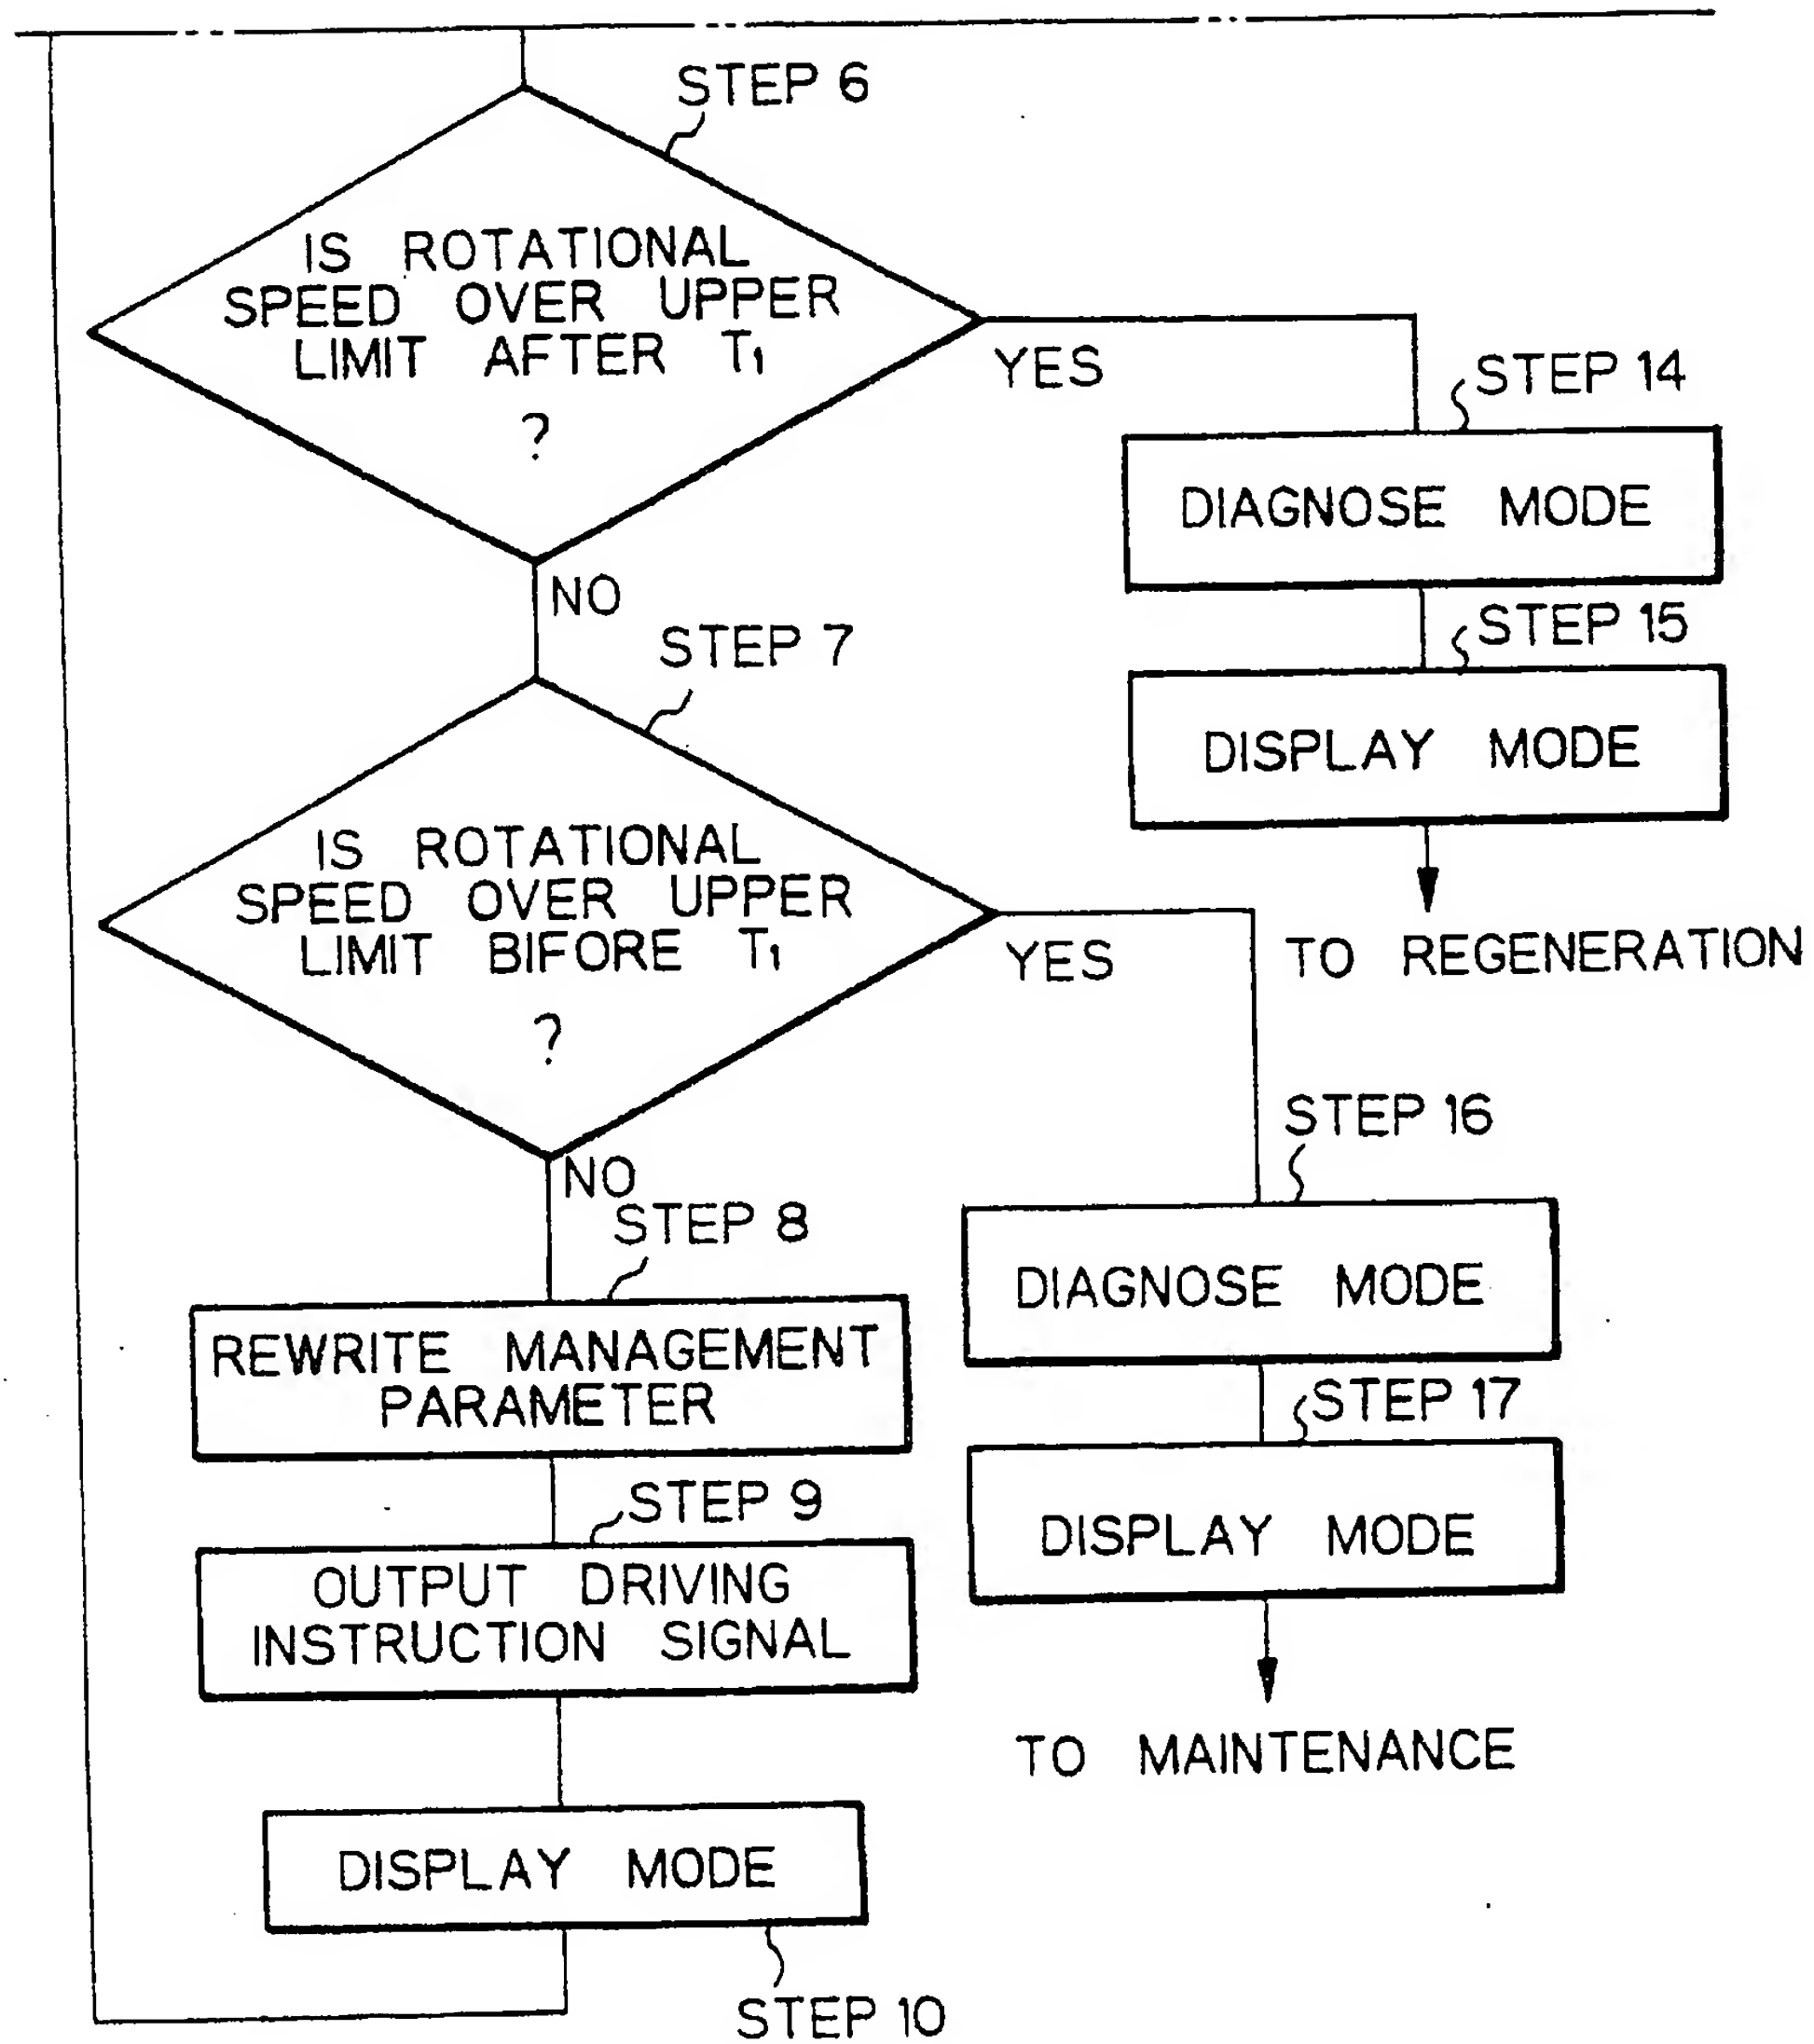 STEP 6
IS ROTATIONAL
SPEED OVER UPPER
LIMIT AFTER T1
?
YES
NO
STEP 14
DIAGNOSE MODE
STEP 15
DISPLAY MODE
TO REGENERATION
STEP 7
IS ROTATIONAL
SPEED OVER UPPER
LIMIT BIFORE T1
?
YES
NO
STEP 16
DIAGNOSE MODE
STEP 17
DISPLAY MODE
TO MAINTENANCE
STEP 8
REWRITE MANAGEMENT
PARAMETER
STEP 9
OUTPUT DRIVING
INSTRUCTION SIGNAL
DISPLAY MODE
STEP 10